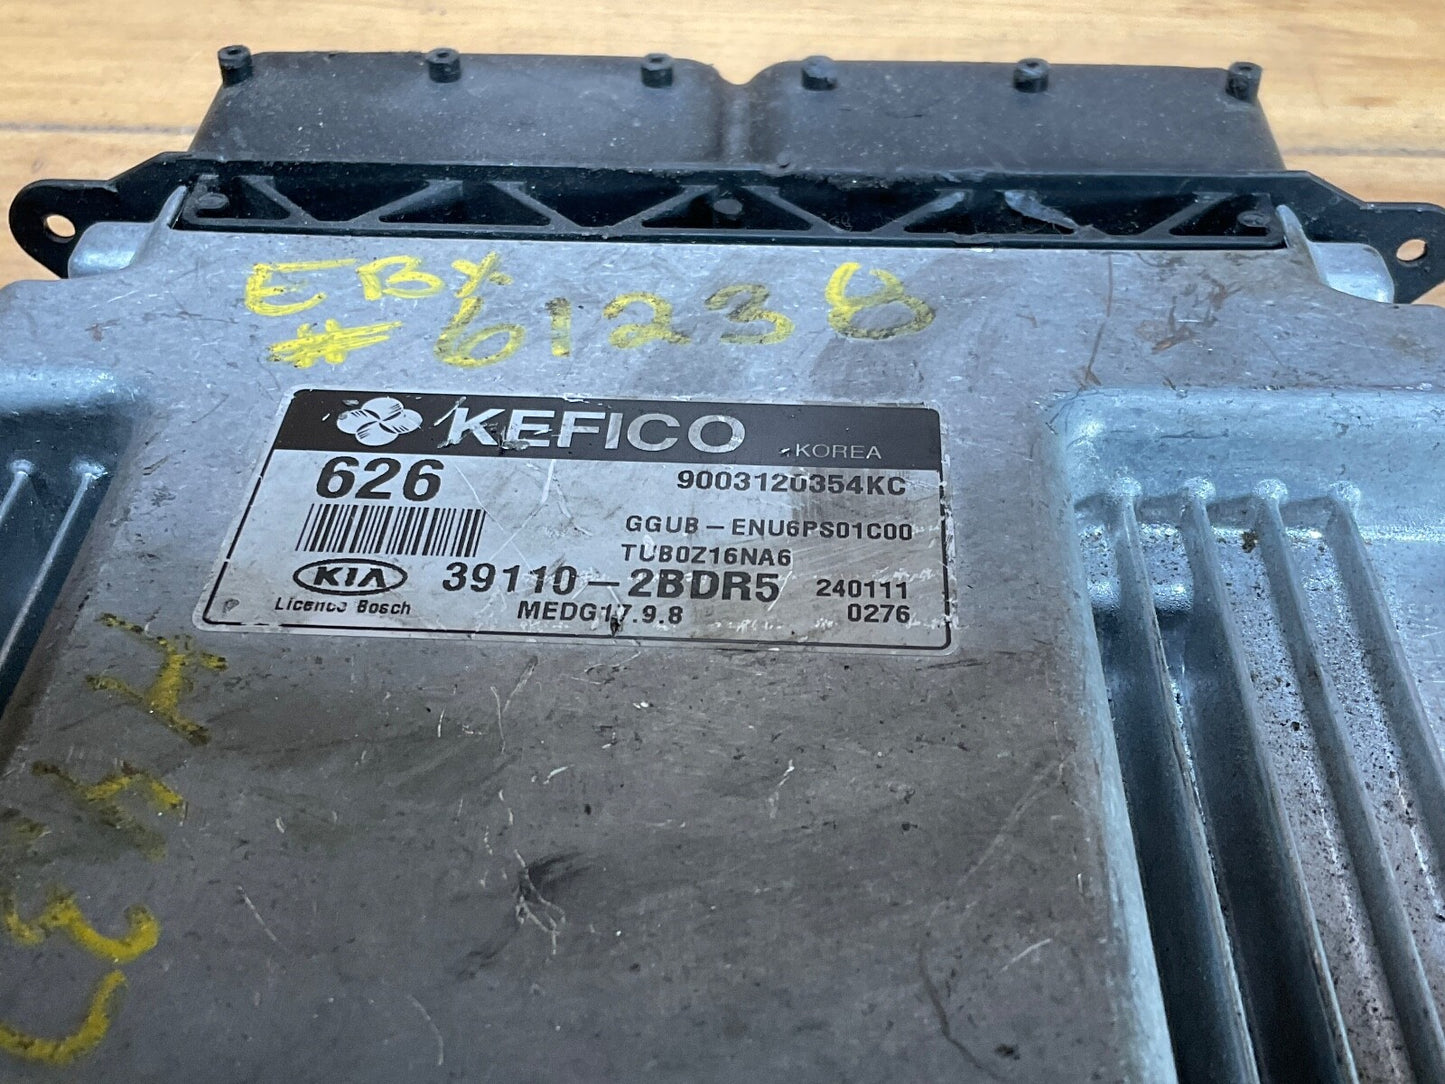 EBY
# 61238
KEFICO KOREA
626 9003120354KC
GGUB-ENU6PS01C00
TUB0Z16NA6
KIA 39110-2BDR5 240111
Licence Bosch MEDG17.9.8 0276